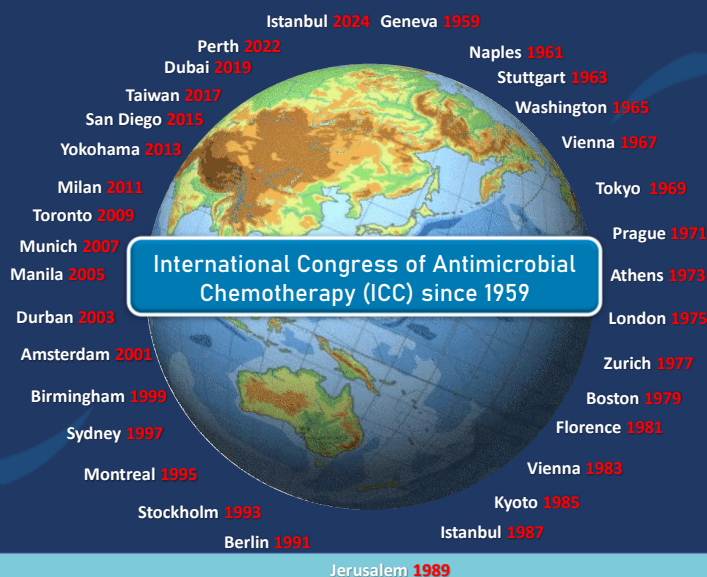 Istanbul 2024 Geneva 1959
Perth 2022
Naples 1961
Dubai 2019
Stuttgart 1963
Taiwan 2017
Washington 1965
San Diego 2015
Vienna 1967
Yokohama 2013
Milan 2011
Tokyo 1969
Toronto 2009
Prague 1971
Munich 2007
International Congress of Antimicrobial
Chemotherapy (ICC) since 1959
Manila 2005
Athens 1973
Durban 2003
London 1975
Amsterdam 2001
Zurich 1977
Birmingham 1999
Boston 1979
Sydney 1997
Florence 1981
Montreal 1995
Vienna 1983
Stockholm 1993
Kyoto 1985
Berlin 1991
Istanbul 1987
Jerusalem 1989